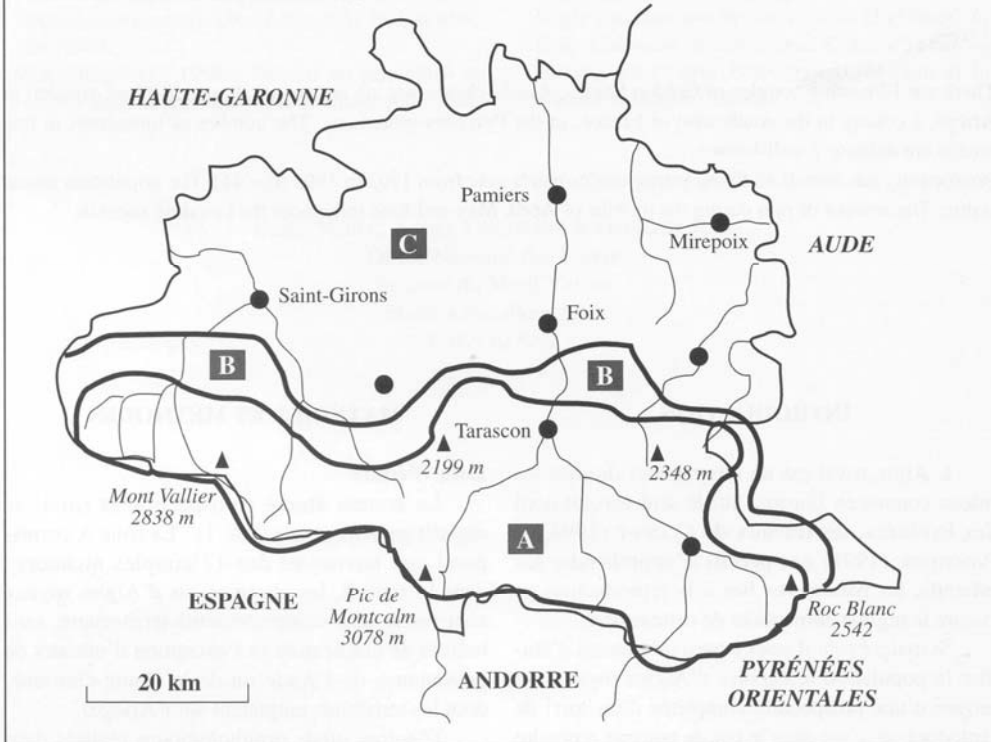 HAUTE-GARONNE
Pamiers
C
Mirepoix
AUDE
Saint-Girons
Foix
B
B
Tarascon
2199 m
2348 m
Mont Vallier
2838 m
A
ESPAGNE
Pic de
Montcalm
3078 m
Roc Blanc
2542
20 km
ANDORRE
PYRÉNÉES
ORIENTALES